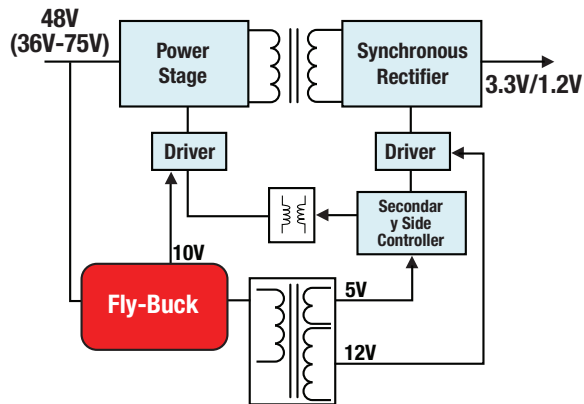 48V
(36V-75V)
Power
Stage
Synchronous
Rectifier
3.3V/1.2V
Driver
Driver
Secondar
y Side
Controller
10V
Fly-Buck
5V
12V